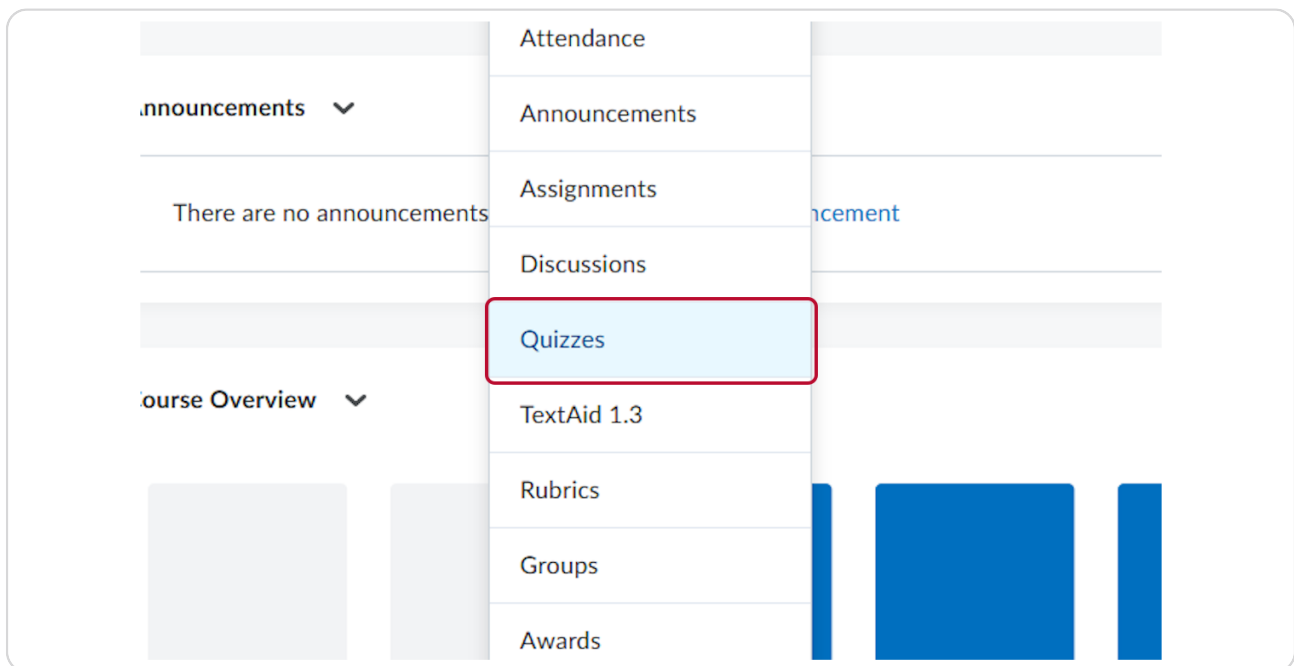 Attendance
nnouncements
Announcements
Assignments
There are no announcements
ncement
Discussions
Quizzes
ourse Overview
TextAid 1.3
Rubrics
Groups
Awards